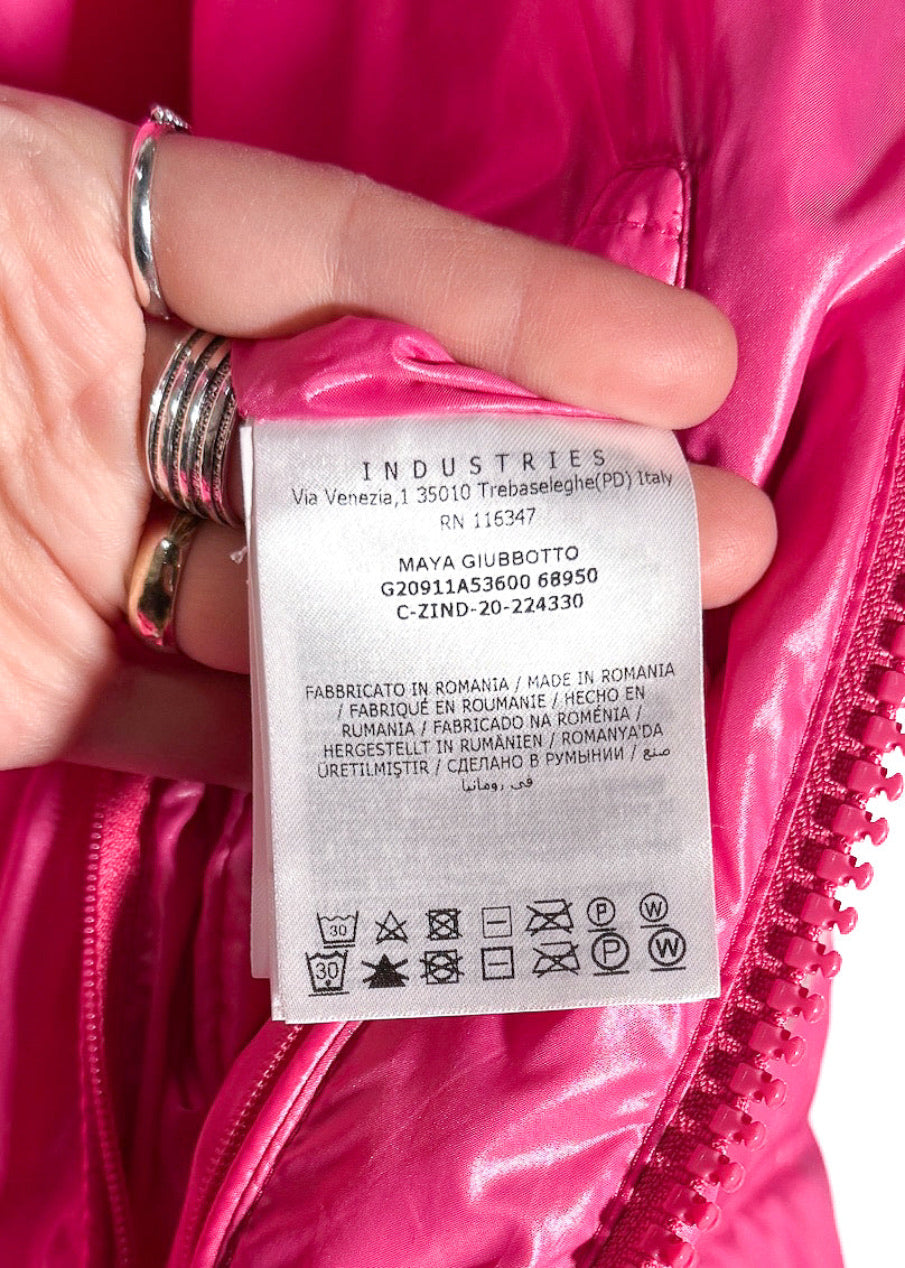 INDUSTRIES
Via Venezia,1 35010 Trebaseleghe(PD) Italy
RN 116347
MAYA GIUBBOTTO
G20911A53600 68950
C-ZIND-20-224330
FABBRICATO IN ROMANIA / MADE IN ROMANIA
/ FABRIQUÉ EN ROUMANIE / HECHO EN
RUMANIA / FABRICADO NA ROMÉNIA /
HERGESTELLT IN RUMÄNIEN / ROMANYA'DA
ÜRETILMIŞTIR / СДЕЛАНО В РУМЫНИИ / صنع
في رومانيا
30 P W
30 P W